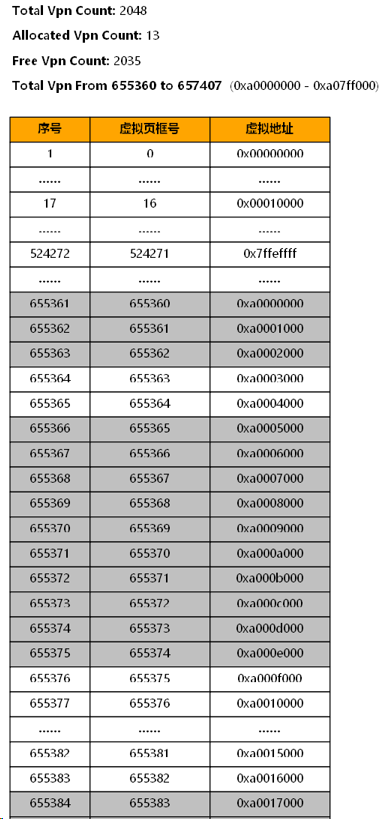 Total Vpn Count: 2048
Allocated Vpn Count: 13
Free Vpn Count: 2035
Total Vpn From 655360 to 657407 (0xa0000000 - 0xa07ff000)
序号 虚拟页框号 虚拟地址
1 0 0x00000000
...... ...... ......
17 16 0x00010000
...... ...... ......
524272 524271 0x7ffeffff
...... ...... ......
655361 655360 0xa0000000
655362 655361 0xa0001000
655363 655362 0xa0002000
655364 655363 0xa0003000
655365 655364 0xa0004000
655366 655365 0xa0005000
655367 655366 0xa0006000
655368 655367 0xa0007000
655369 655368 0xa0008000
655370 655369 0xa0009000
655371 655370 0xa000a000
655372 655371 0xa000b000
655373 655372 0xa000c000
655374 655373 0xa000d000
655375 655374 0xa000e000
655376 655375 0xa000f000
655377 655376 0xa0010000
...... ...... ......
655382 655381 0xa0015000
655383 655382 0xa0016000
655384 655383 0xa0017000